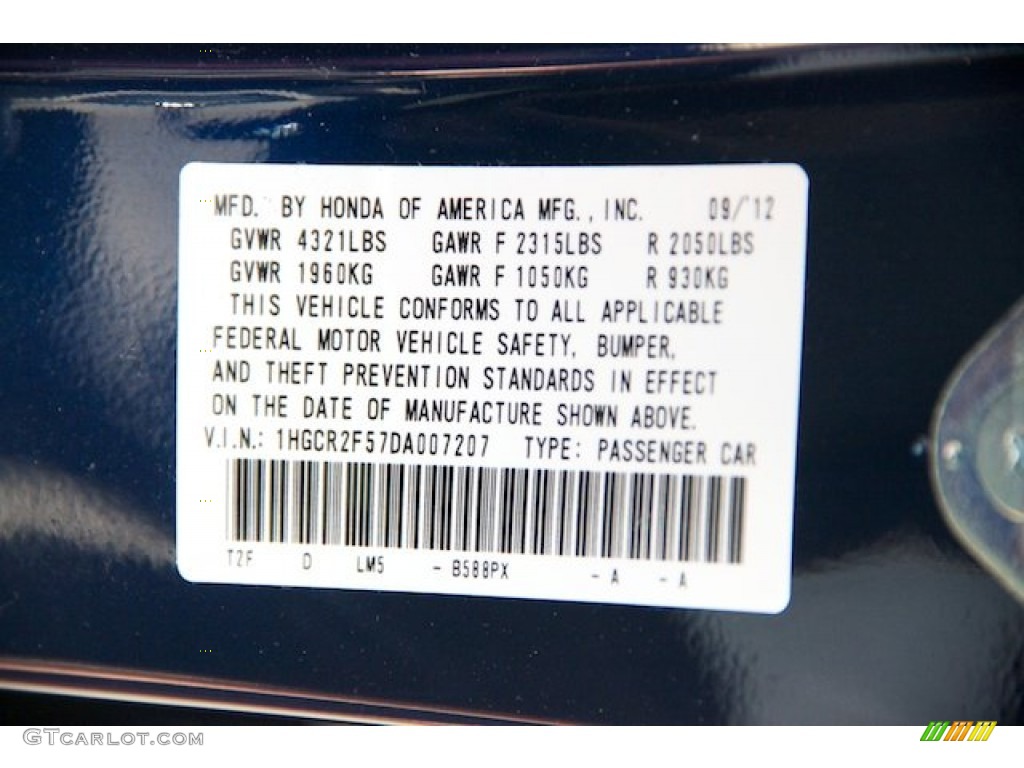 MFD. BY HONDA OF AMERICA MFG., INC. 09/12
GVWR 4321LBS GAWR F 2315LBS R 2050LBS
GVWR 1960KG GAWR F 1050KG R 930KG
THIS VEHICLE CONFORMS TO ALL APPLICABLE
FEDERAL MOTOR VEHICLE SAFETY, BUMPER,
AND THEFT PREVENTION STANDARDS IN EFFECT
ON THE DATE OF MANUFACTURE SHOWN ABOVE.
V.I.N.: 1HGCR2F57DA007207 TYPE: PASSENGER CAR
T2F D LM5 - B588PX - A - A
GTCARLOT.COM